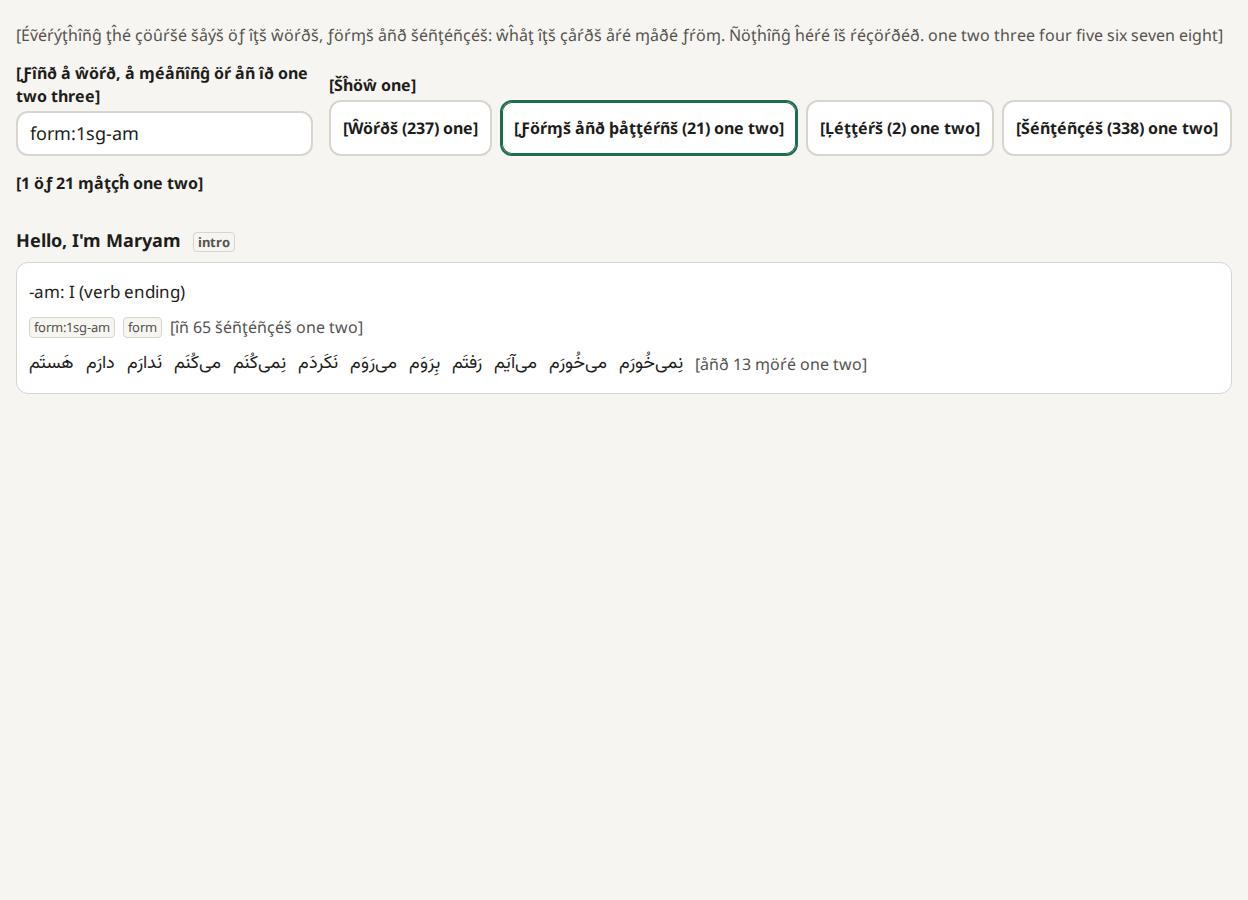 [Éṽéŕýţĥîñĝ ţĥé çöûŕšé šåýš öƒ îţš ŵöŕðš, ƒöŕɱš åñð šéñţéñçéš: ŵĥåţ îţš çåŕðš åŕé ɱåðé ƒŕöɱ. Ñöţĥîñĝ ĥéŕé îš ŕéçöŕðéð. one two three four five six seven eight]
[Ƒîñð å ŵöŕð, å ɱéåñîñĝ öŕ åñ îð one two three]
form:1sg-am
[Šĥöŵ one]
[Ŵöŕðš (237) one]
[Ƒöŕɱš åñð þåţţéŕñš (21) one two]
[Ļéţţéŕš (2) one two]
[Šéñţéñçéš (338) one two]
[1 öƒ 21 ɱåţçĥ one two]
Hello, I'm Maryam intro
-am: I (verb ending)
form:1sg-am form [îñ 65 šéñţéñçéš one two]
هَستَم دارَم نَدارَم می‌کُنَم نِمی‌کُنَم نَکَردَم می‌رَوَم بِرَوَم رَفتَم می‌آیَم می‌خُورَم نِمی‌خُورَم [åñð 13 ɱöŕé one two]